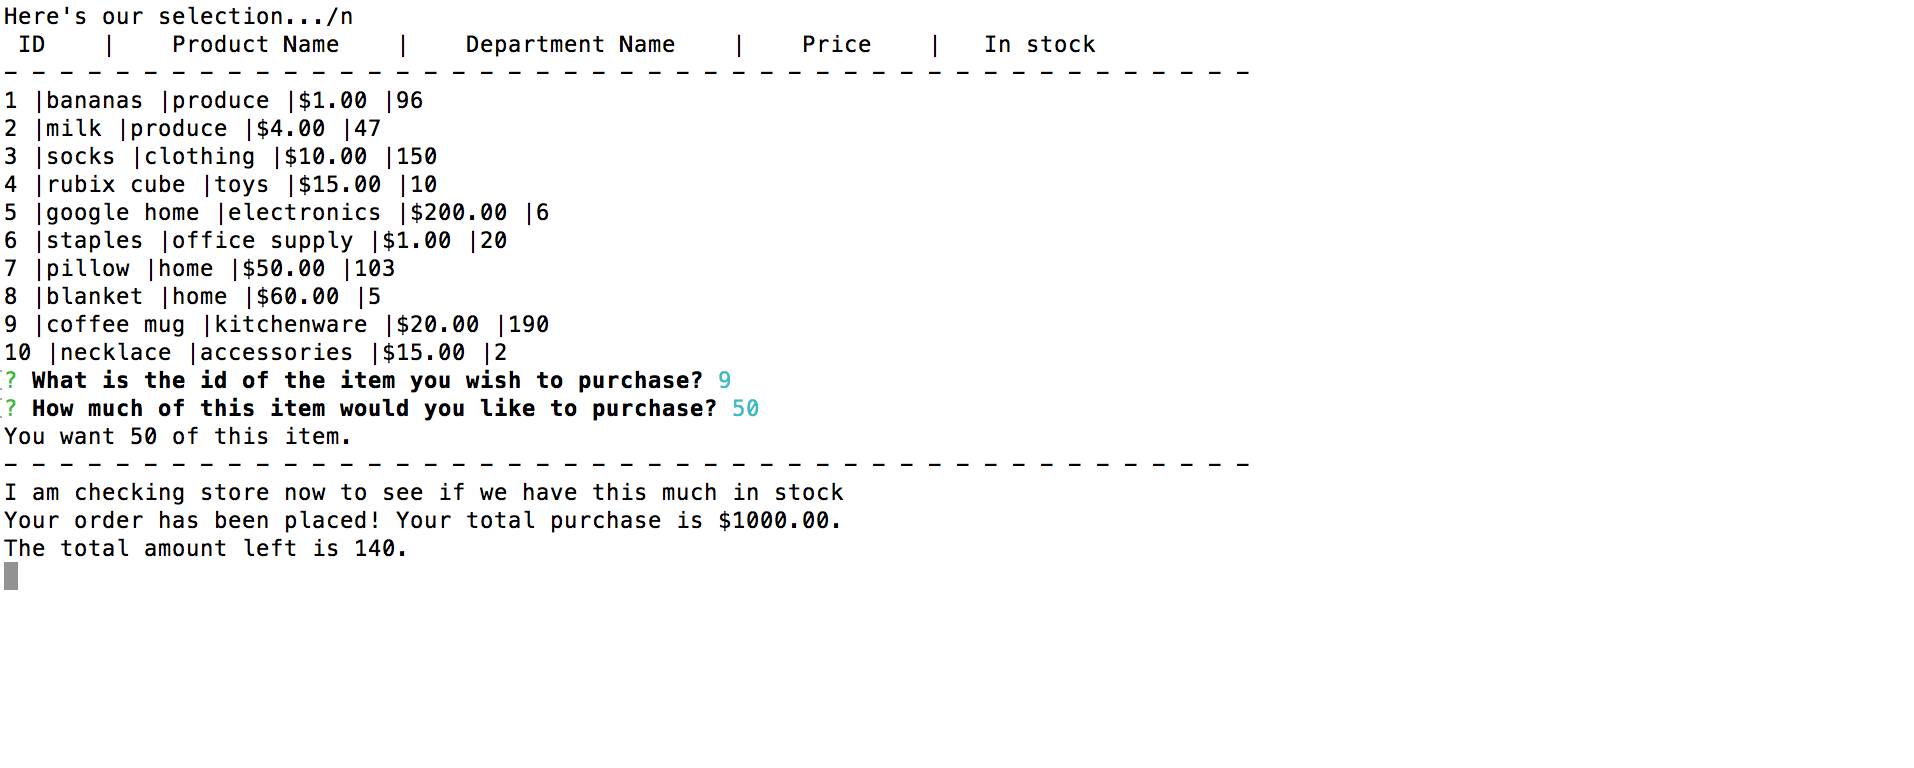 Here's our selection.../n
ID | Product Name | Department Name | Price | In stock
- - - - - - - - - - - - - - - - - - - - - - - - - - - - - - - - - - - - - - - - - - - - -
1 |bananas |produce |$1.00 |96
2 |milk |produce |$4.00 |47
3 |socks |clothing |$10.00 |150
4 |rubix cube |toys |$15.00 |10
5 |google home |electronics |$200.00 |6
6 |staples |office supply |$1.00 |20
7 |pillow |home |$50.00 |103
8 |blanket |home |$60.00 |5
9 |coffee mug |kitchenware |$20.00 |190
10 |necklace |accessories |$15.00 |2
? What is the id of the item you wish to purchase? 9
? How much of this item would you like to purchase? 50
You want 50 of this item.
- - - - - - - - - - - - - - - - - - - - - - - - - - - - - - - - - - - - - - - - - - - - -
I am checking store now to see if we have this much in stock
Your order has been placed! Your total purchase is $1000.00.
The total amount left is 140.